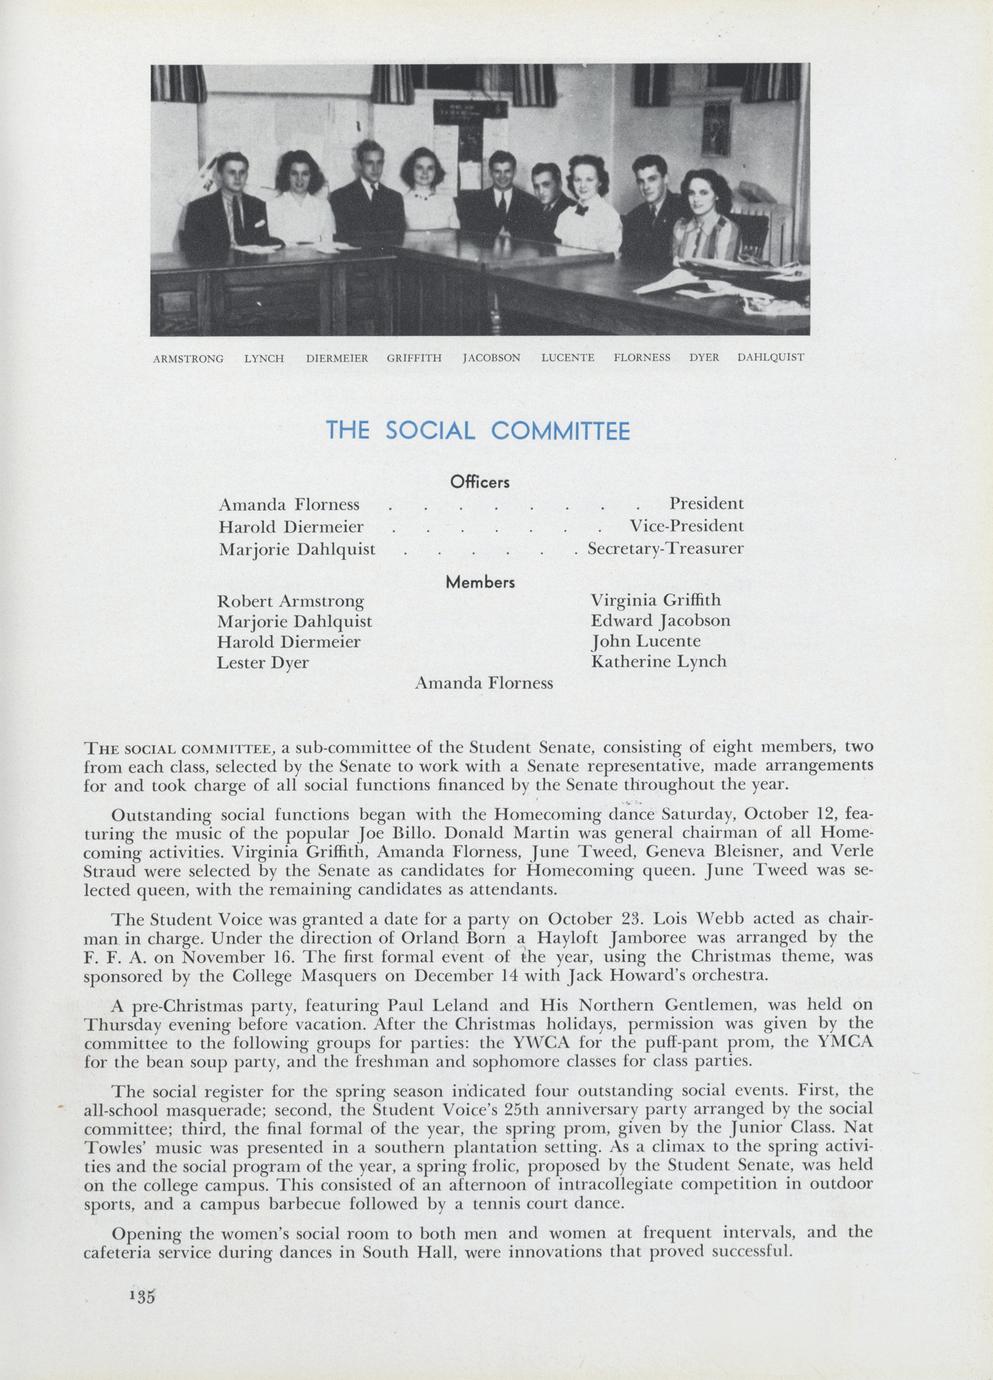 ARMSTRONG LYNCH DIERMEIER GRIFFITH JACOBSON LUCENTE FLORNESS DYER DAHLQUIST
THE SOCIAL COMMITTEE
Officers
Amanda Florness . . . . . . . . President
Harold Diermeier . . . . . . . Vice-President
Marjorie Dahlquist . . . . . . Secretary-Treasurer
Members
Robert Armstrong Virginia Griffith
Marjorie Dahlquist Edward Jacobson
Harold Diermeier John Lucente
Lester Dyer Katherine Lynch
Amanda Florness
THE SOCIAL COMMITTEE, a sub-committee of the Student Senate, consisting of eight members, two
from each class, selected by the Senate to work with a Senate representative, made arrangements
for and took charge of all social functions financed by the Senate throughout the year.
Outstanding social functions began with the Homecoming dance Saturday, October 12, fea-
turing the music of the popular Joe Billo. Donald Martin was general chairman of all Home-
coming activities. Virginia Griffith, Amanda Florness, June Tweed, Geneva Bleisner, and Verle
Straud were selected by the Senate as candidates for Homecoming queen. June Tweed was se-
lected queen, with the remaining candidates as attendants.
The Student Voice was granted a date for a party on October 23. Lois Webb acted as chair-
man in charge. Under the direction of Orland Born a Hayloft Jamboree was arranged by the
F. F. A. on November 16. The first formal event of the year, using the Christmas theme, was
sponsored by the College Masquers on December 14 with Jack Howard's orchestra.
A pre-Christmas party, featuring Paul Leland and His Northern Gentlemen, was held on
Thursday evening before vacation. After the Christmas holidays, permission was given by the
committee to the following groups for parties: the YWCA for the puff-pant prom, the YMCA
for the bean soup party, and the freshman and sophomore classes for class parties.
The social register for the spring season indicated four outstanding social events. First, the
all-school masquerade; second, the Student Voice's 25th anniversary party arranged by the social
committee; third, the final formal of the year, the spring prom, given by the Junior Class. Nat
Towles' music was presented in a southern plantation setting. As a climax to the spring activi-
ties and the social program of the year, a spring frolic, proposed by the Student Senate, was held
on the college campus. This consisted of an afternoon of intracollegiate competition in outdoor
sports, and a campus barbecue followed by a tennis court dance.
Opening the women's social room to both men and women at frequent intervals, and the
cafeteria service during dances in South Hall, were innovations that proved successful.
135